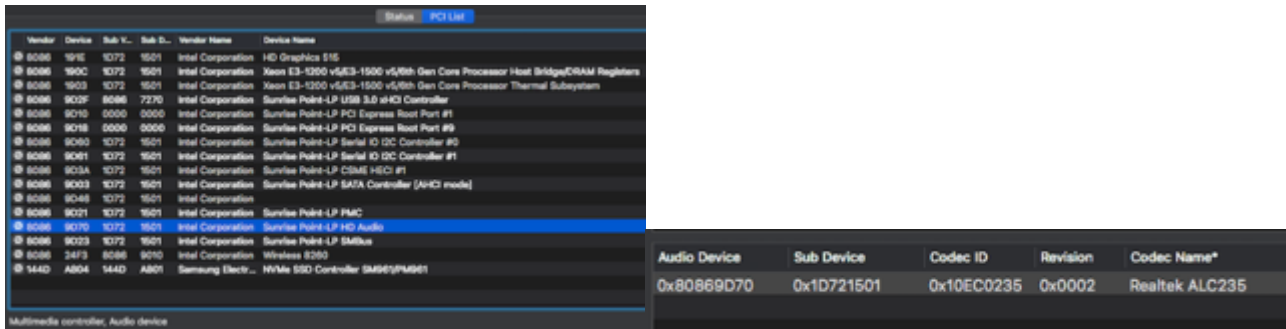 Status PCI List
Vendor Device Sub V... Sub D... Vendor Name Device Name
8086 191E 1D72 1501 Intel Corporation HD Graphics 515
8086 190C 1D72 1501 Intel Corporation Xeon E3-1200 v5/E3-1500 v5/6th Gen Core Processor Host Bridge/DRAM Registers
8086 1903 1D72 1501 Intel Corporation Xeon E3-1200 v5/E3-1500 v5/6th Gen Core Processor Thermal Subsystem
8086 9D2F 8086 7270 Intel Corporation Sunrise Point-LP USB 3.0 xHCI Controller
8086 9D10 0000 0000 Intel Corporation Sunrise Point-LP PCI Express Root Port #1
8086 9D18 0000 0000 Intel Corporation Sunrise Point-LP PCI Express Root Port #9
8086 9D60 1D72 1501 Intel Corporation Sunrise Point-LP Serial IO I2C Controller #0
8086 9D61 1D72 1501 Intel Corporation Sunrise Point-LP Serial IO I2C Controller #1
8086 9D3A 1D72 1501 Intel Corporation Sunrise Point-LP CSME HECI #1
8086 9D03 1D72 1501 Intel Corporation Sunrise Point-LP SATA Controller [AHCI mode]
8086 9D46 1D72 1501 Intel Corporation
8086 9D21 1D72 1501 Intel Corporation Sunrise Point-LP PMC
8086 9D70 1D72 1501 Intel Corporation Sunrise Point-LP HD Audio
8086 9D23 1D72 1501 Intel Corporation Sunrise Point-LP SMBus
8086 24F3 8086 9010 Intel Corporation Wireless 8260
144D A804 144D A801 Samsung Electr... NVMe SSD Controller SM961/PM961
Multimedia controller, Audio device
Audio Device Sub Device Codec ID Revision Codec Name*
0x80869D70 0x1D721501 0x10EC0235 0x0002 Realtek ALC235